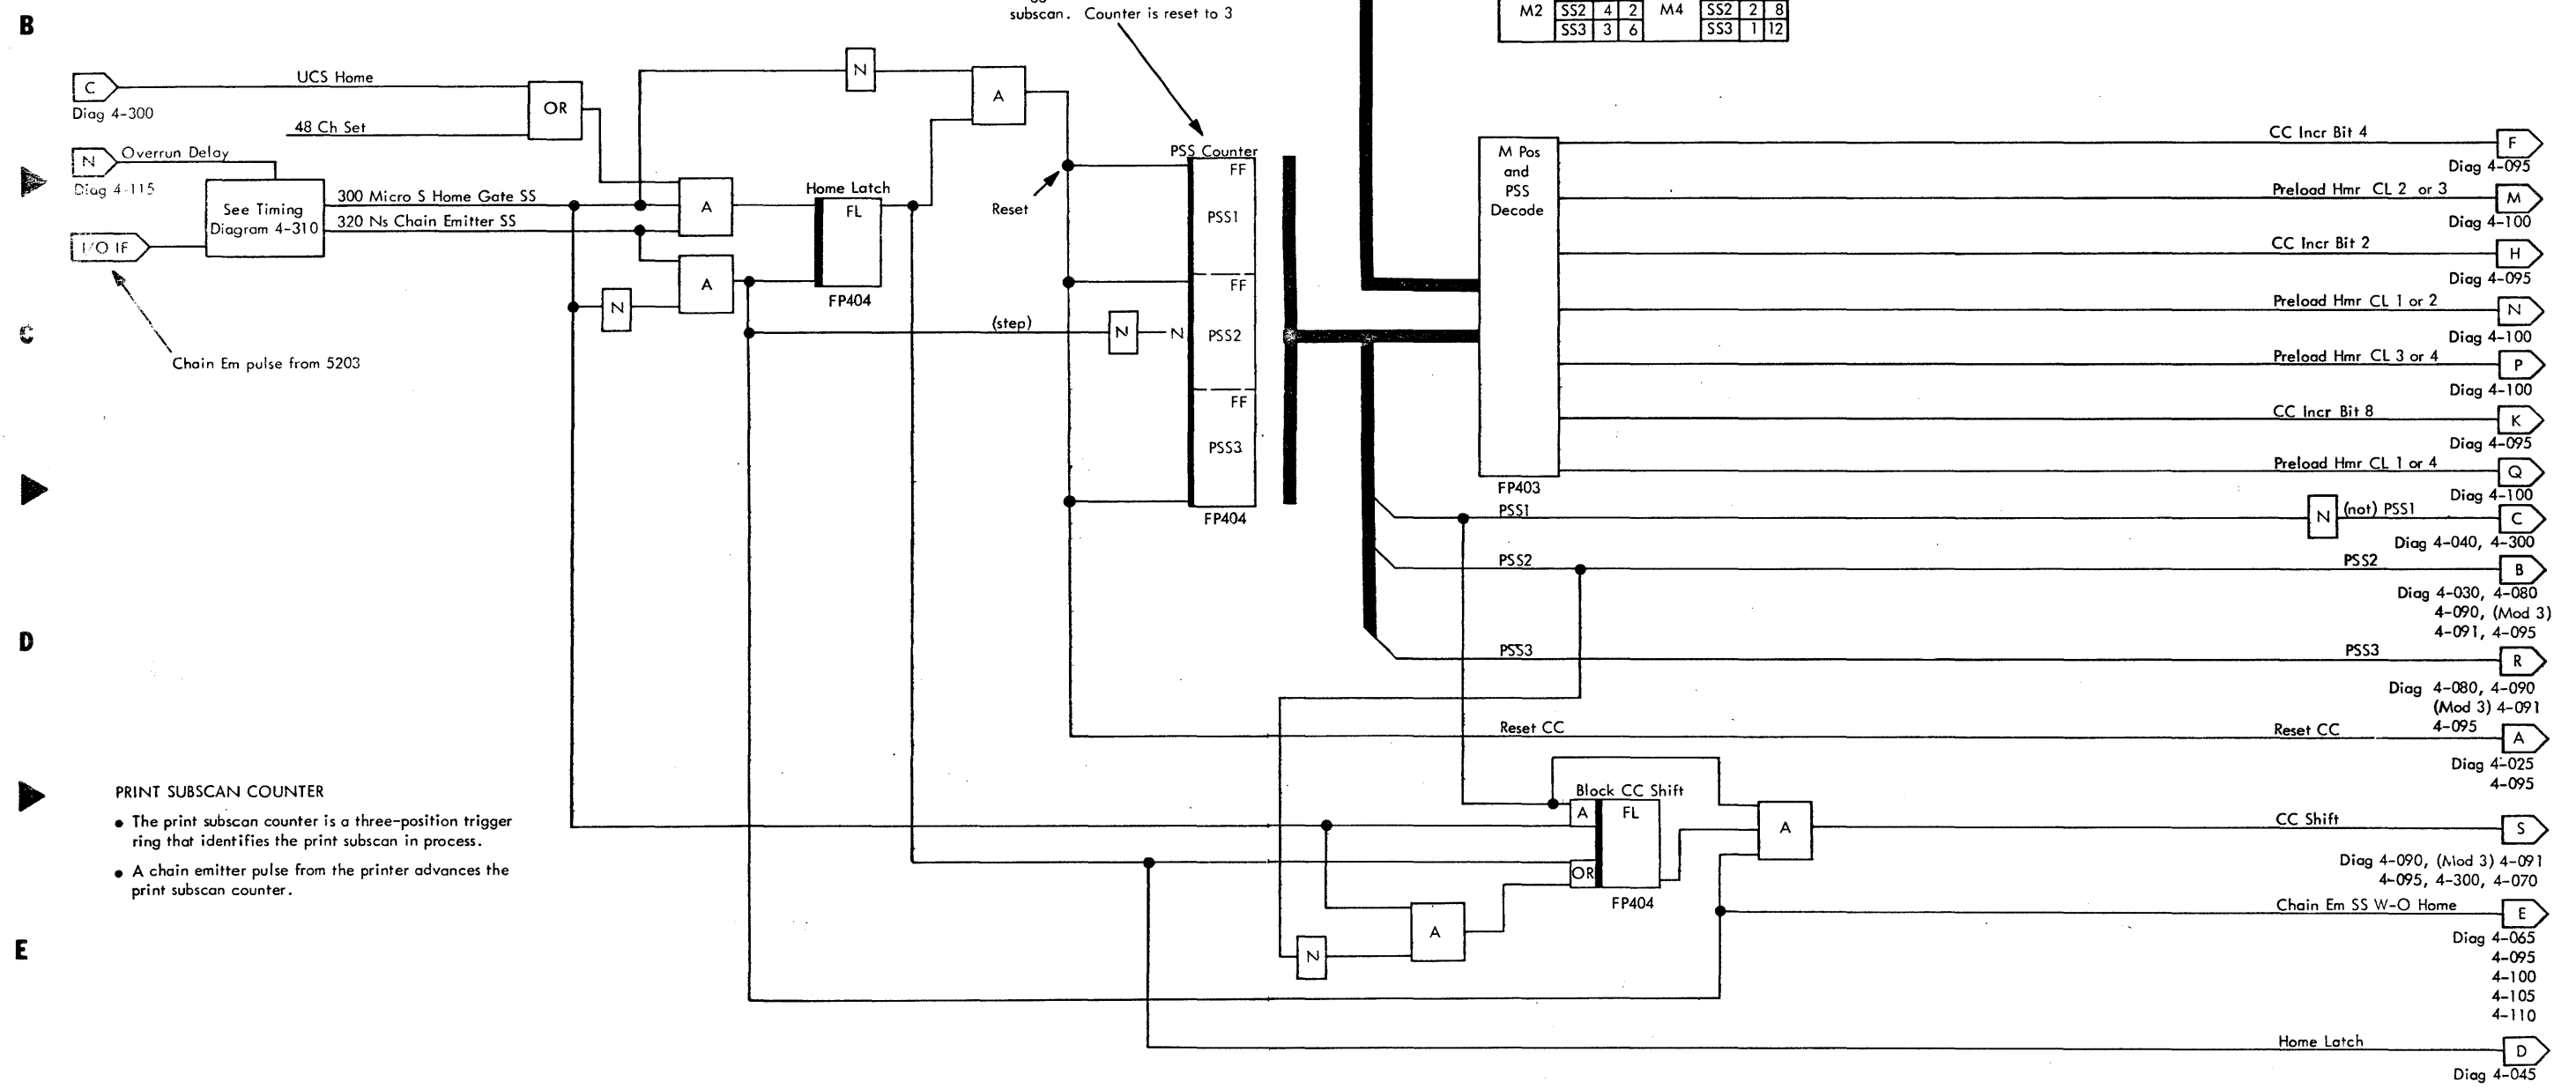 B
subscan. Counter is reset to 3
M2 SS2 4 2 M4 SS2 2 8
SS3 3 6 SS3 1 12
C
UCS Home
Diag 4-300
48 Ch Set
OR
N
A
N
Overrun Delay
Diag 4-115
See Timing
Diagram 4-310
300 Micro S Home Gate SS
320 Ns Chain Emitter SS
I/O IF
Chain Em pulse from 5203
A
A
N
Home Latch
FL
FP404
Reset
(step)
N
N
PSS Counter
FF
PSS1
FF
PSS2
FF
PSS3
FP404
M Pos
and
PSS
Decode
FP403
CC Incr Bit 4
F
Diag 4-095
Preload Hmr CL 2 or 3
M
Diag 4-100
CC Incr Bit 2
H
Diag 4-095
Preload Hmr CL 1 or 2
N
Diag 4-100
Preload Hmr CL 3 or 4
P
Diag 4-100
CC Incr Bit 8
K
Diag 4-095
Preload Hmr CL 1 or 4
Q
Diag 4-100
PSS1
N
(not) PSS1
C
Diag 4-040, 4-300
PSS2
PSS2
B
Diag 4-030, 4-080
4-090, (Mod 3)
4-091, 4-095
PSS3
PSS3
R
Diag 4-080, 4-090
(Mod 3) 4-091
4-095
Reset CC
Reset CC
A
Diag 4-025
4-095
C
D
PRINT SUBSCAN COUNTER
● The print subscan counter is a three-position trigger
ring that identifies the print subscan in process.
● A chain emitter pulse from the printer advances the
print subscan counter.
Block CC Shift
A
FL
OR
FP404
A
CC Shift
S
Diag 4-090, (Mod 3) 4-091
4-095, 4-300, 4-070
N
A
Chain Em SS W-O Home
E
Diag 4-065
4-095
4-100
4-105
4-110
E
Home Latch
D
Diag 4-045